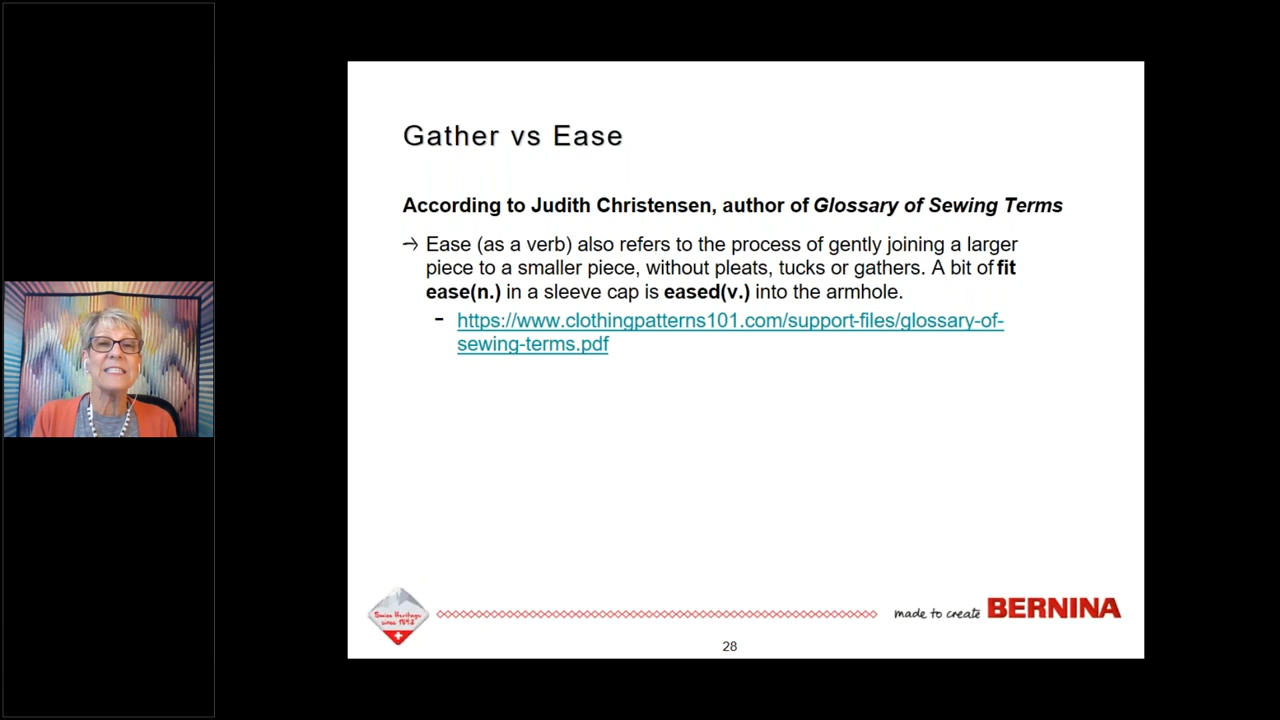 Gather vs Ease
According to Judith Christensen, author of Glossary of Sewing Terms
→ Ease (as a verb) also refers to the process of gently joining a larger
piece to a smaller piece, without pleats, tucks or gathers. A bit of fit
ease(n.) in a sleeve cap is eased(v.) into the armhole.
- https://www.clothingpatterns101.com/support-files/glossary-of-
sewing-terms.pdf
Swiss Heritage
since 1893
made to create BERNINA
28